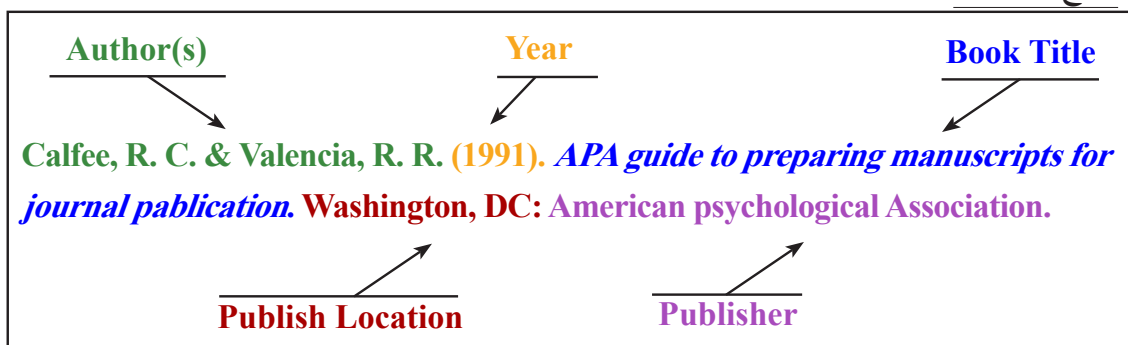 Author(s) Year Book Title
Calfee, R. C. & Valencia, R. R. (1991). APA guide to preparing manuscripts for
journal pablication. Washington, DC: American psychological Association.
Publish Location Publisher